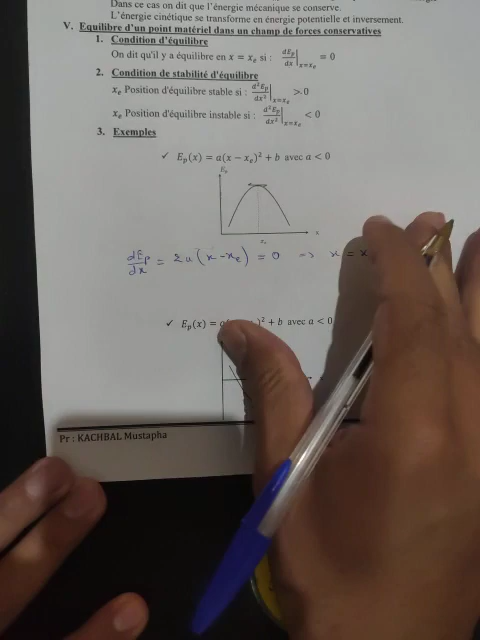 Dans ce cas on dit que l'énergie mécanique se conserve.
L'énergie cinétique se transforme en énergie potentielle et inversement.
V. Equilibre d'un point matériel dans un champ de forces conservatives
1. Condition d'équilibre
On dit qu'il y a équilibre en x = xₑ si : dEₚ/dx|ₓ₌ₓₑ = 0
2. Condition de stabilité d'équilibre
xₑ Position d'équilibre stable si : d²Eₚ/dx²|ₓ₌ₓₑ > 0
xₑ Position d'équilibre instable si : d²Eₚ/dx²|ₓ₌ₓₑ < 0
3. Exemples
✓ Eₚ(x) = a(x − xₑ)² + b avec a < 0
Eₚ
x
xₑ
dEp/dx = 2a(x - xₑ) = 0 => x = x
✓ Eₚ(x) = )² + b avec a < 0
Pr : KACHBAL Mustapha